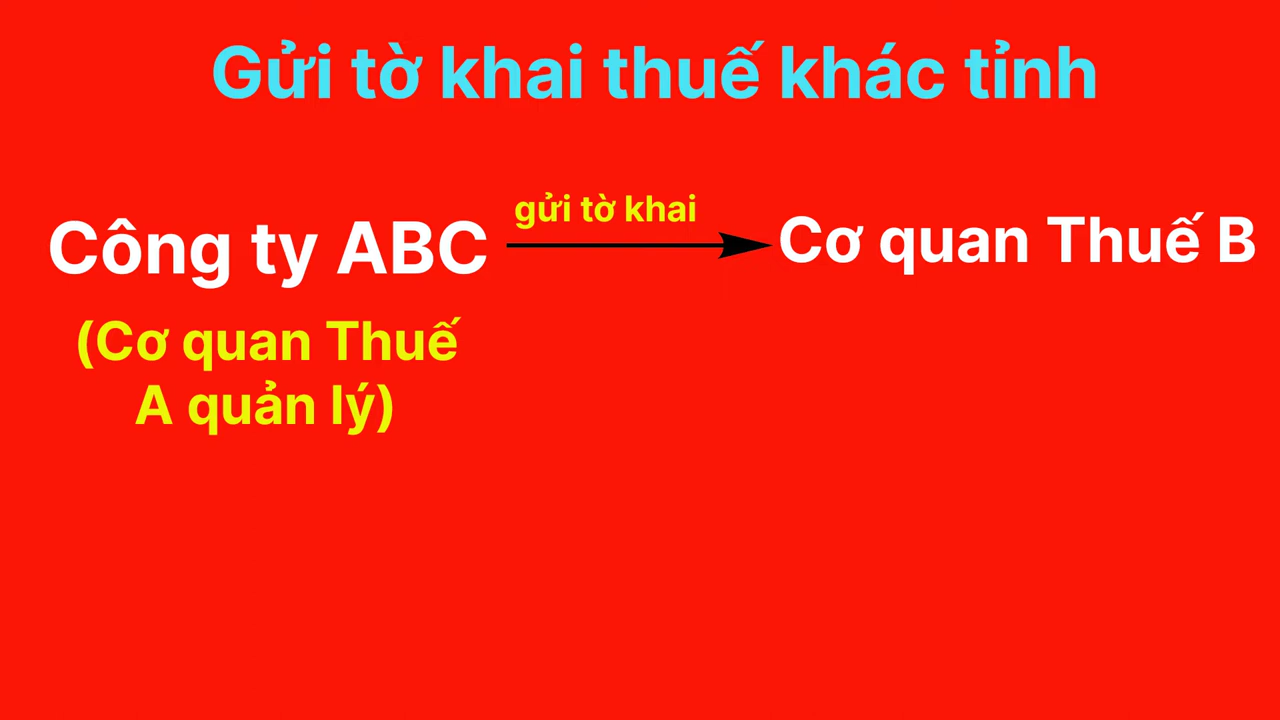 Gửi tờ khai thuế khác tỉnh
gửi tờ khai
Công ty ABC
Cơ quan Thuế B
(Cơ quan Thuế
A quản lý)